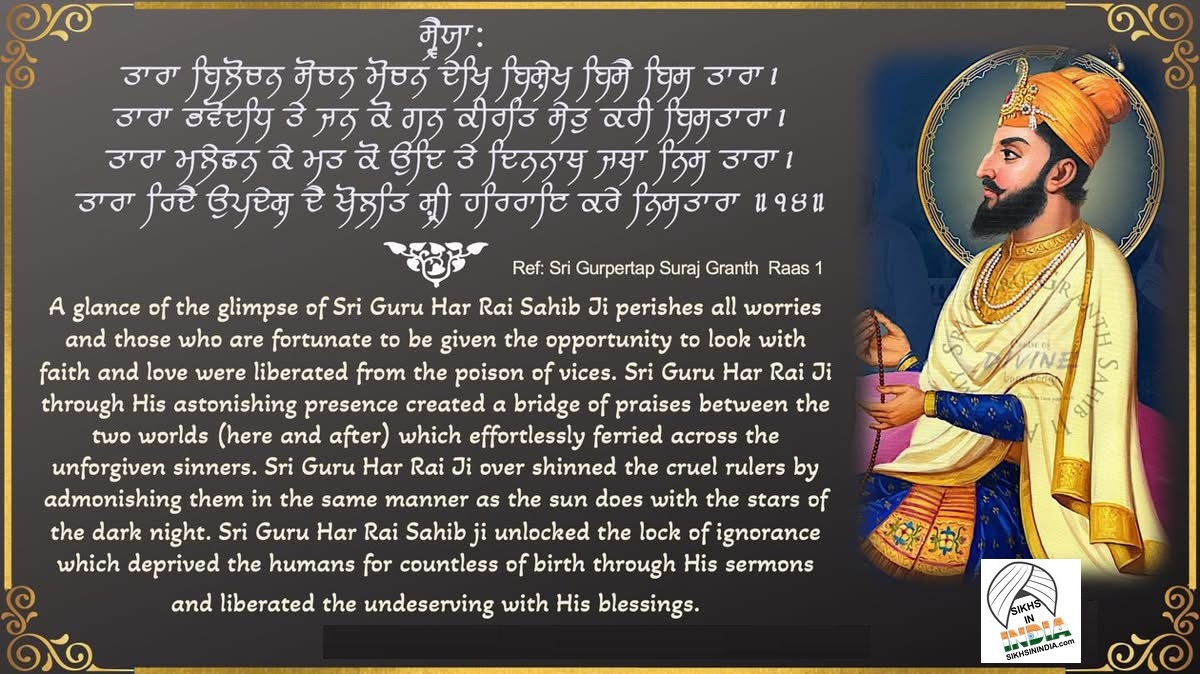 ਸ੍ਵੈਯਾ:
ਤਾਰਾ ਬਿਲੋਚਨ ਸੋਚਨ ਮੋਚਨ ਦੇਖਿ ਬਿਸ਼ੇਖ ਬਿਸੈ ਬਿਸ ਤਾਰਾ।
ਤਾਰਾ ਭਵੋਦਧਿ ਤੇ ਜਨ ਕੋ ਗੁਨ ਕੀਰਤਿ ਸੇਤੁ ਕਰੀ ਬਿਸਤਾਰਾ।
ਤਾਰਾ ਮਲੇਛਨ ਕੇ ਮਤ ਕੋ ਉਦਿ ਤੇ ਦਿਨਨਾਥ ਜਥਾ ਨਿਸ ਤਾਰਾ।
ਤਾਰਾ ਰਿਦੈ ਉਪਦੇਸ਼ ਦੈ ਖੋਲਤਿ ਸ਼੍ਰੀ ਹਰਿਰਾਇ ਕਰੇ ਨਿਸਤਾਰਾ ॥੧੪॥
Ref: Sri Gurpertap Suraj Granth Raas 1
A glance of the glimpse of Sri Guru Har Rai Sahib Ji perishes all worries
and those who are fortunate to be given the opportunity to look with
faith and love were liberated from the poison of vices. Sri Guru Har Rai Ji
through His astonishing presence created a bridge of praises between the
two worlds (here and after) which effortlessly ferried across the
unforgiven sinners. Sri Guru Har Rai Ji over shinned the cruel rulers by
admonishing them in the same manner as the sun does with the stars of
the dark night. Sri Guru Har Rai Sahib ji unlocked the lock of ignorance
which deprived the humans for countless of birth through His sermons
and liberated the undeserving with His blessings.
DIVINE
SIKHS
IN
INDIA
SIKHSININDIA.com